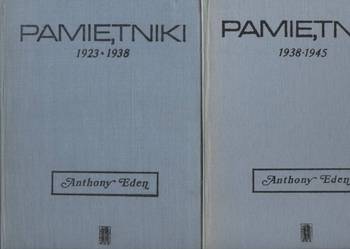 PAMIĘTNIKI
1923 • 1938
Anthony Eden
PAMIĘTN
1938-1945
Anthony Eden